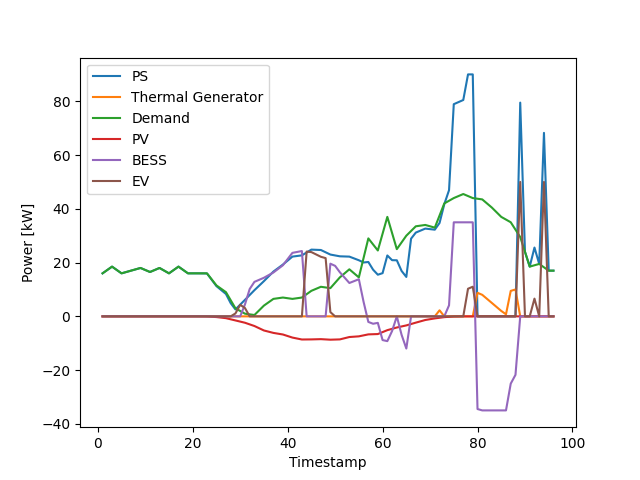 PS
Thermal Generator
Demand
PV
BESS
EV
Power [kW]
80
60
40
20
0
−20
−40
0 20 40 60 80 100
Timestamp